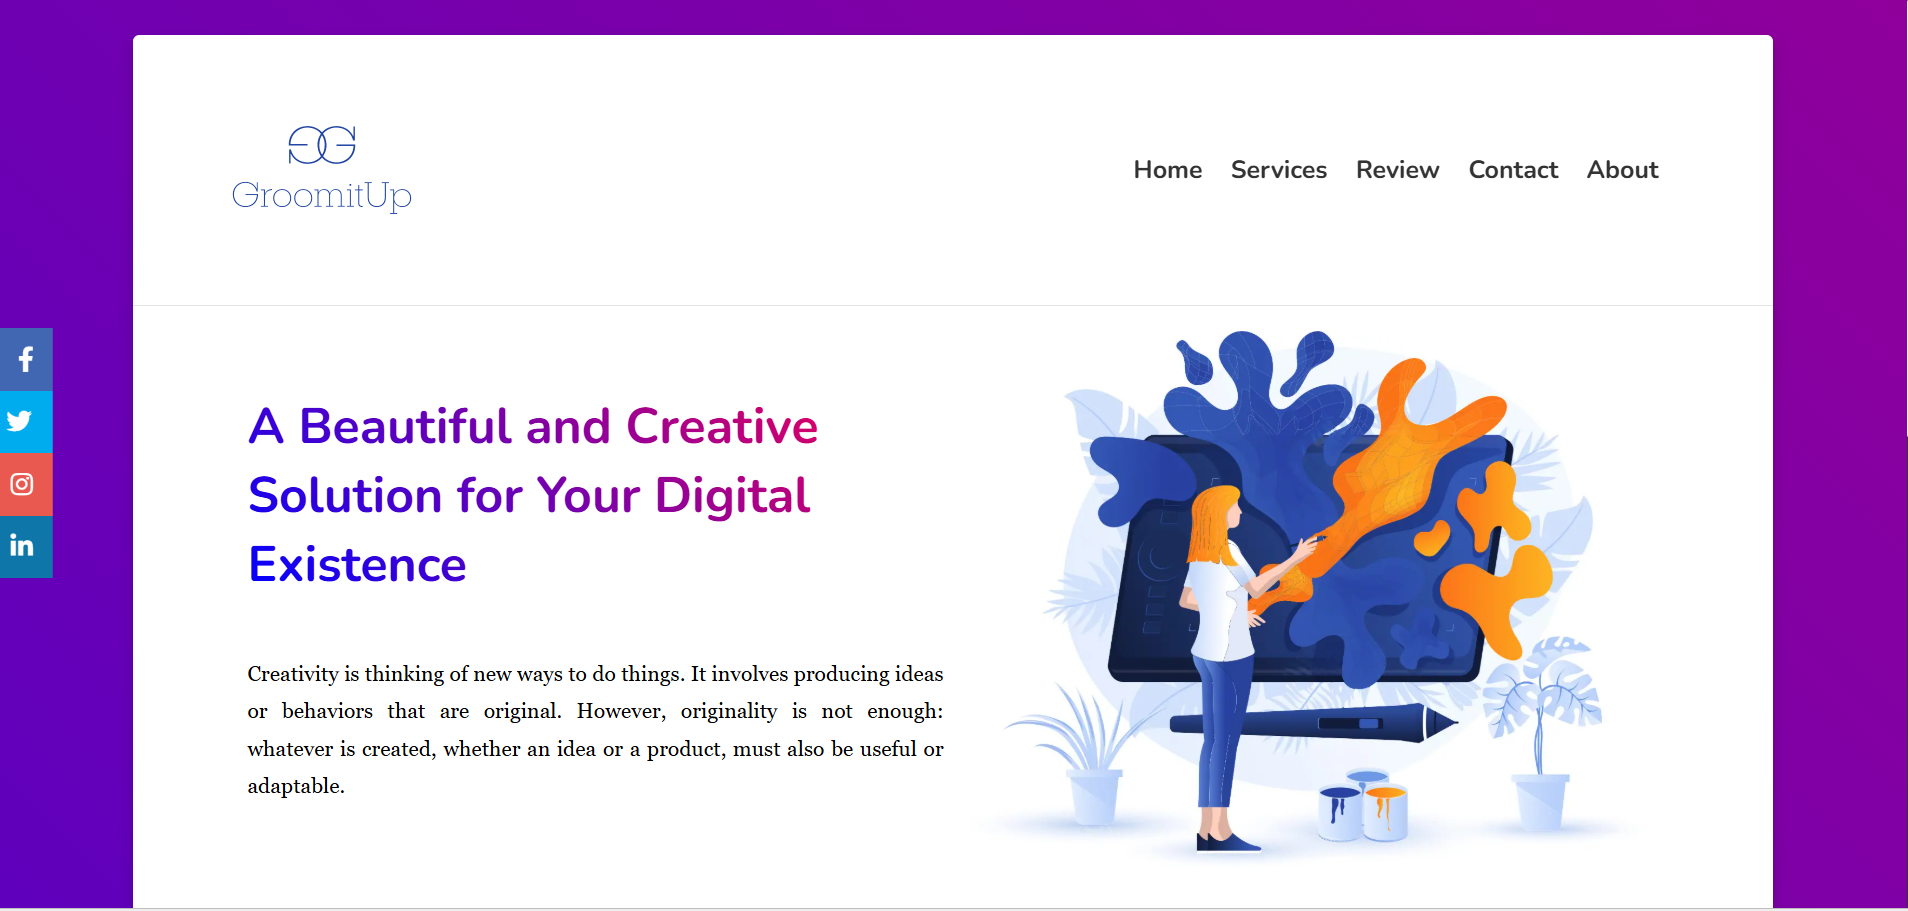 GroomitUp
Home Services Review Contact About
A Beautiful and Creative
Solution for Your Digital
Existence
Creativity is thinking of new ways to do things. It involves producing ideas
or behaviors that are original. However, originality is not enough:
whatever is created, whether an idea or a product, must also be useful or
adaptable.